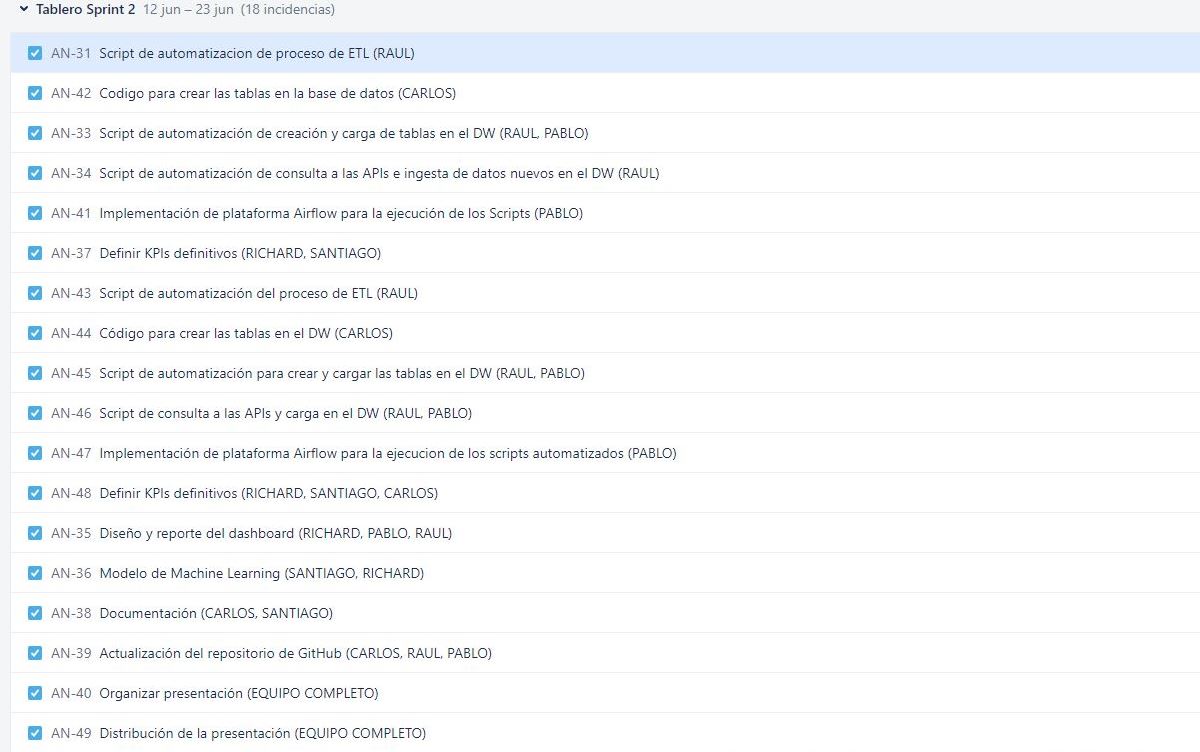 Tablero Sprint 2 12 jun – 23 jun (18 incidencias)
AN-31 Script de automatizacion de proceso de ETL (RAUL)
AN-42 Codigo para crear las tablas en la base de datos (CARLOS)
AN-33 Script de automatización de creación y carga de tablas en el DW (RAUL, PABLO)
AN-34 Script de automatización de consulta a las APIs e ingesta de datos nuevos en el DW (RAUL)
AN-41 Implementación de plataforma Airflow para la ejecución de los Scripts (PABLO)
AN-37 Definir KPIs definitivos (RICHARD, SANTIAGO)
AN-43 Script de automatización del proceso de ETL (RAUL)
AN-44 Código para crear las tablas en el DW (CARLOS)
AN-45 Script de automatización para crear y cargar las tablas en el DW (RAUL, PABLO)
AN-46 Script de consulta a las APIs y carga en el DW (RAUL, PABLO)
AN-47 Implementación de plataforma Airflow para la ejecucion de los scripts automatizados (PABLO)
AN-48 Definir KPIs definitivos (RICHARD, SANTIAGO, CARLOS)
AN-35 Diseño y reporte del dashboard (RICHARD, PABLO, RAUL)
AN-36 Modelo de Machine Learning (SANTIAGO, RICHARD)
AN-38 Documentación (CARLOS, SANTIAGO)
AN-39 Actualización del repositorio de GitHub (CARLOS, RAUL, PABLO)
AN-40 Organizar presentación (EQUIPO COMPLETO)
AN-49 Distribución de la presentación (EQUIPO COMPLETO)